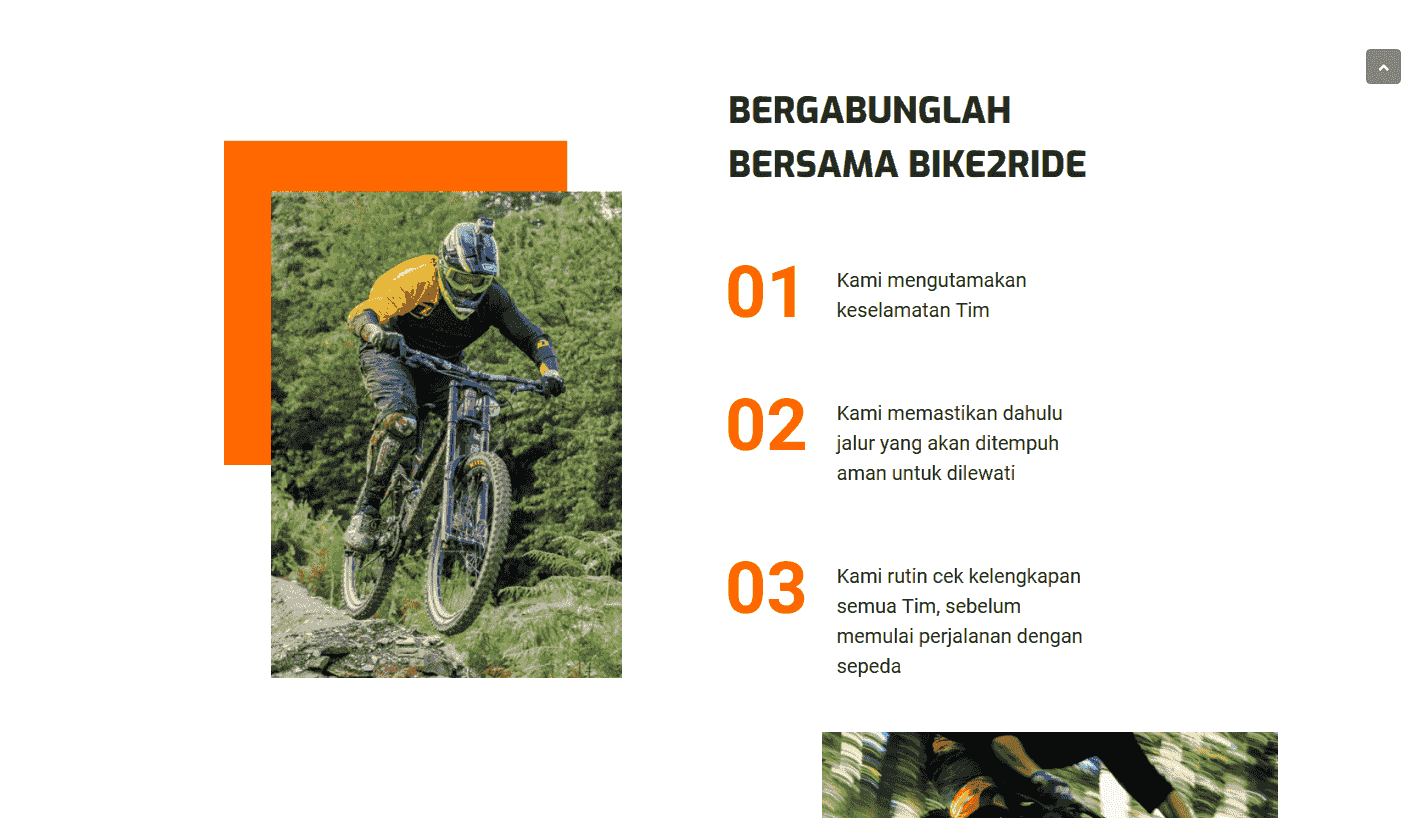 BERGABUNGLAH
BERSAMA BIKE2RIDE
01
Kami mengutamakan
keselamatan Tim
02
Kami memastikan dahulu
jalur yang akan ditempuh
aman untuk dilewati
03
Kami rutin cek kelengkapan
semua Tim, sebelum
memulai perjalanan dengan
sepeda